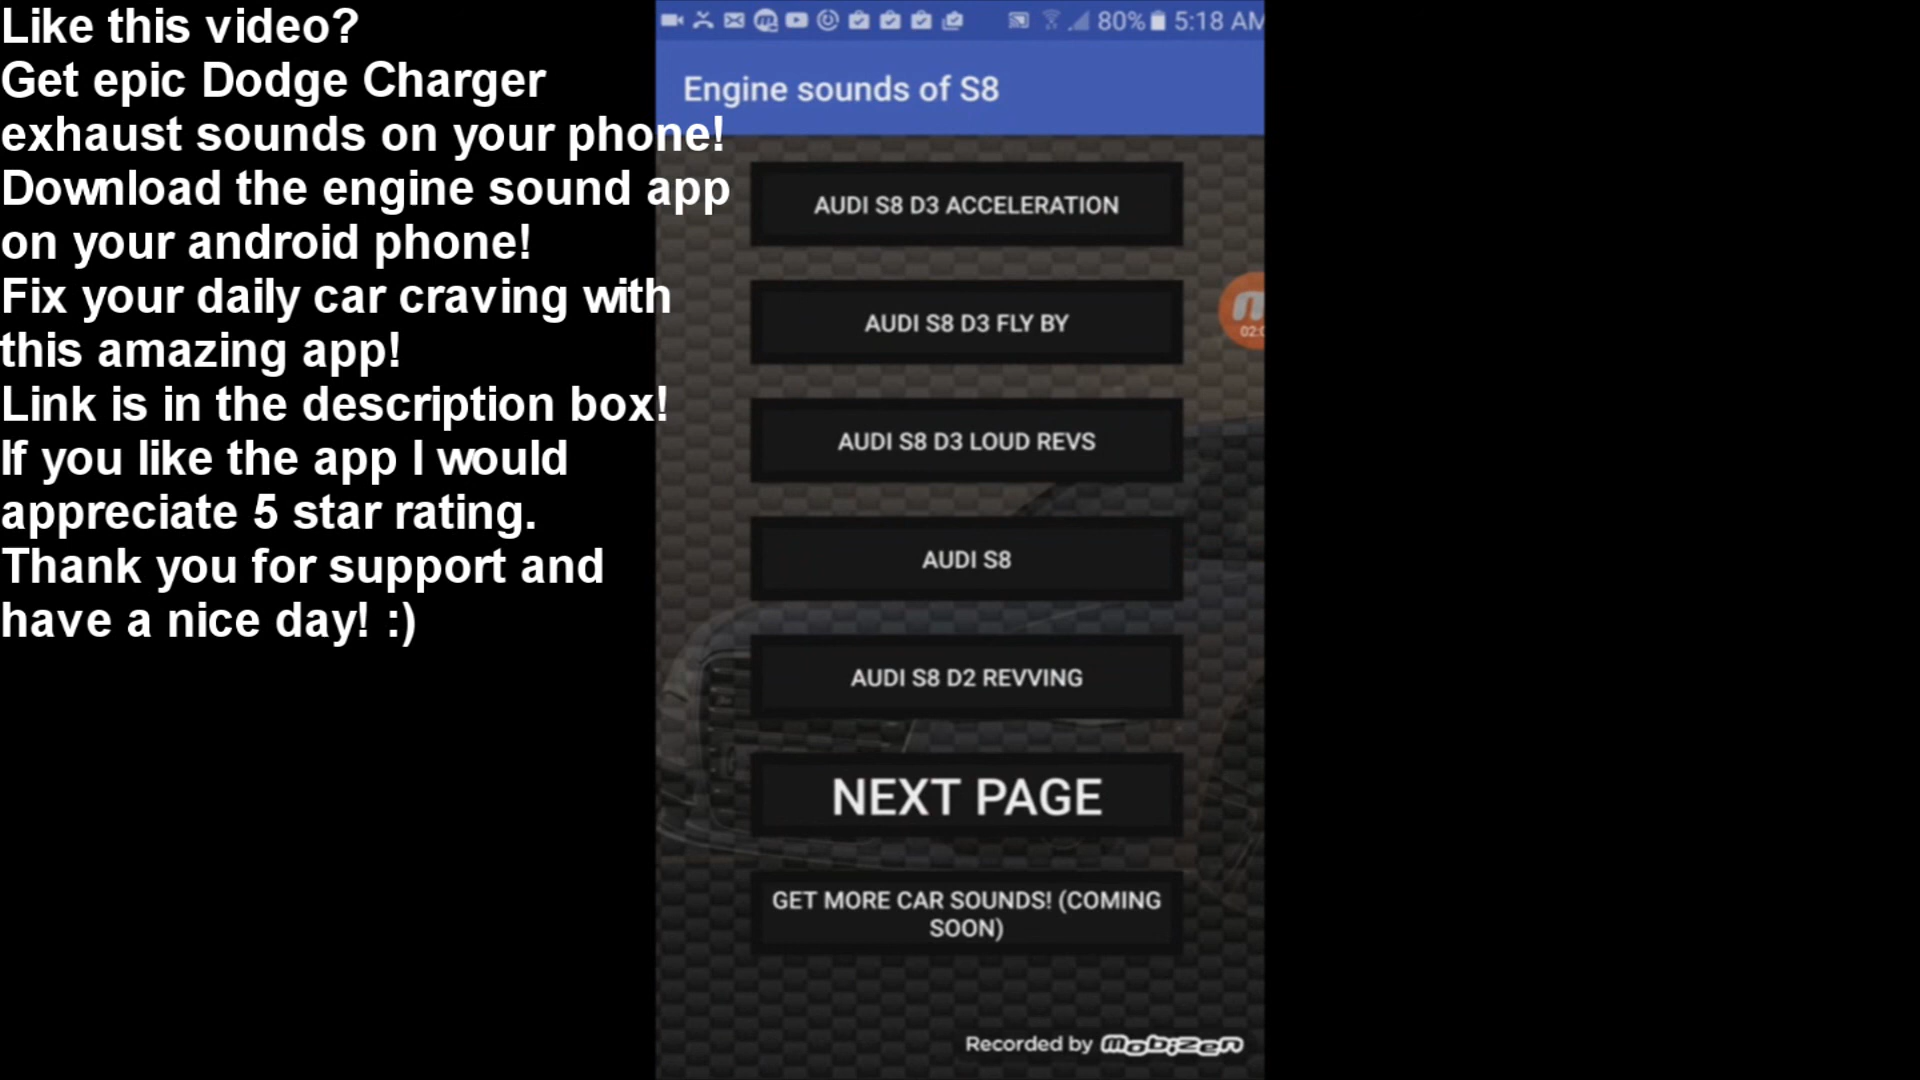 Like this video?
Get epic Dodge Charger
exhaust sounds on your phone!
Download the engine sound app
on your android phone!
Fix your daily car craving with
this amazing app!
Link is in the description box!
If you like the app I would
appreciate 5 star rating.
Thank you for support and
have a nice day! :)
80% 5:18 AM
Engine sounds of S8
AUDI S8 D3 ACCELERATION
AUDI S8 D3 FLY BY
AUDI S8 D3 LOUD REVS
AUDI S8
AUDI S8 D2 REVVING
NEXT PAGE
GET MORE CAR SOUNDS! (COMING
SOON)
Recorded by mobizen